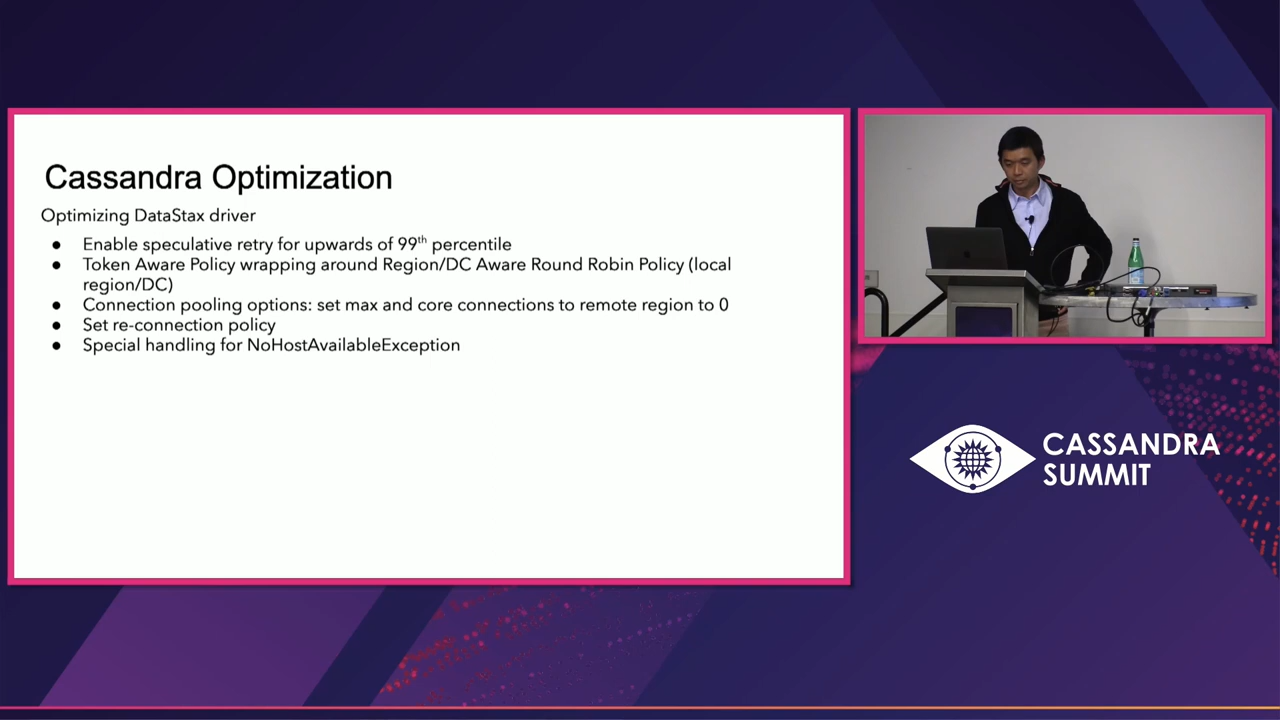 Cassandra Optimization
Optimizing DataStax driver
● Enable speculative retry for upwards of 99th percentile
● Token Aware Policy wrapping around Region/DC Aware Round Robin Policy (local
region/DC)
● Connection pooling options: set max and core connections to remote region to 0
● Set re-connection policy
● Special handling for NoHostAvailableException
CASSANDRA
SUMMIT